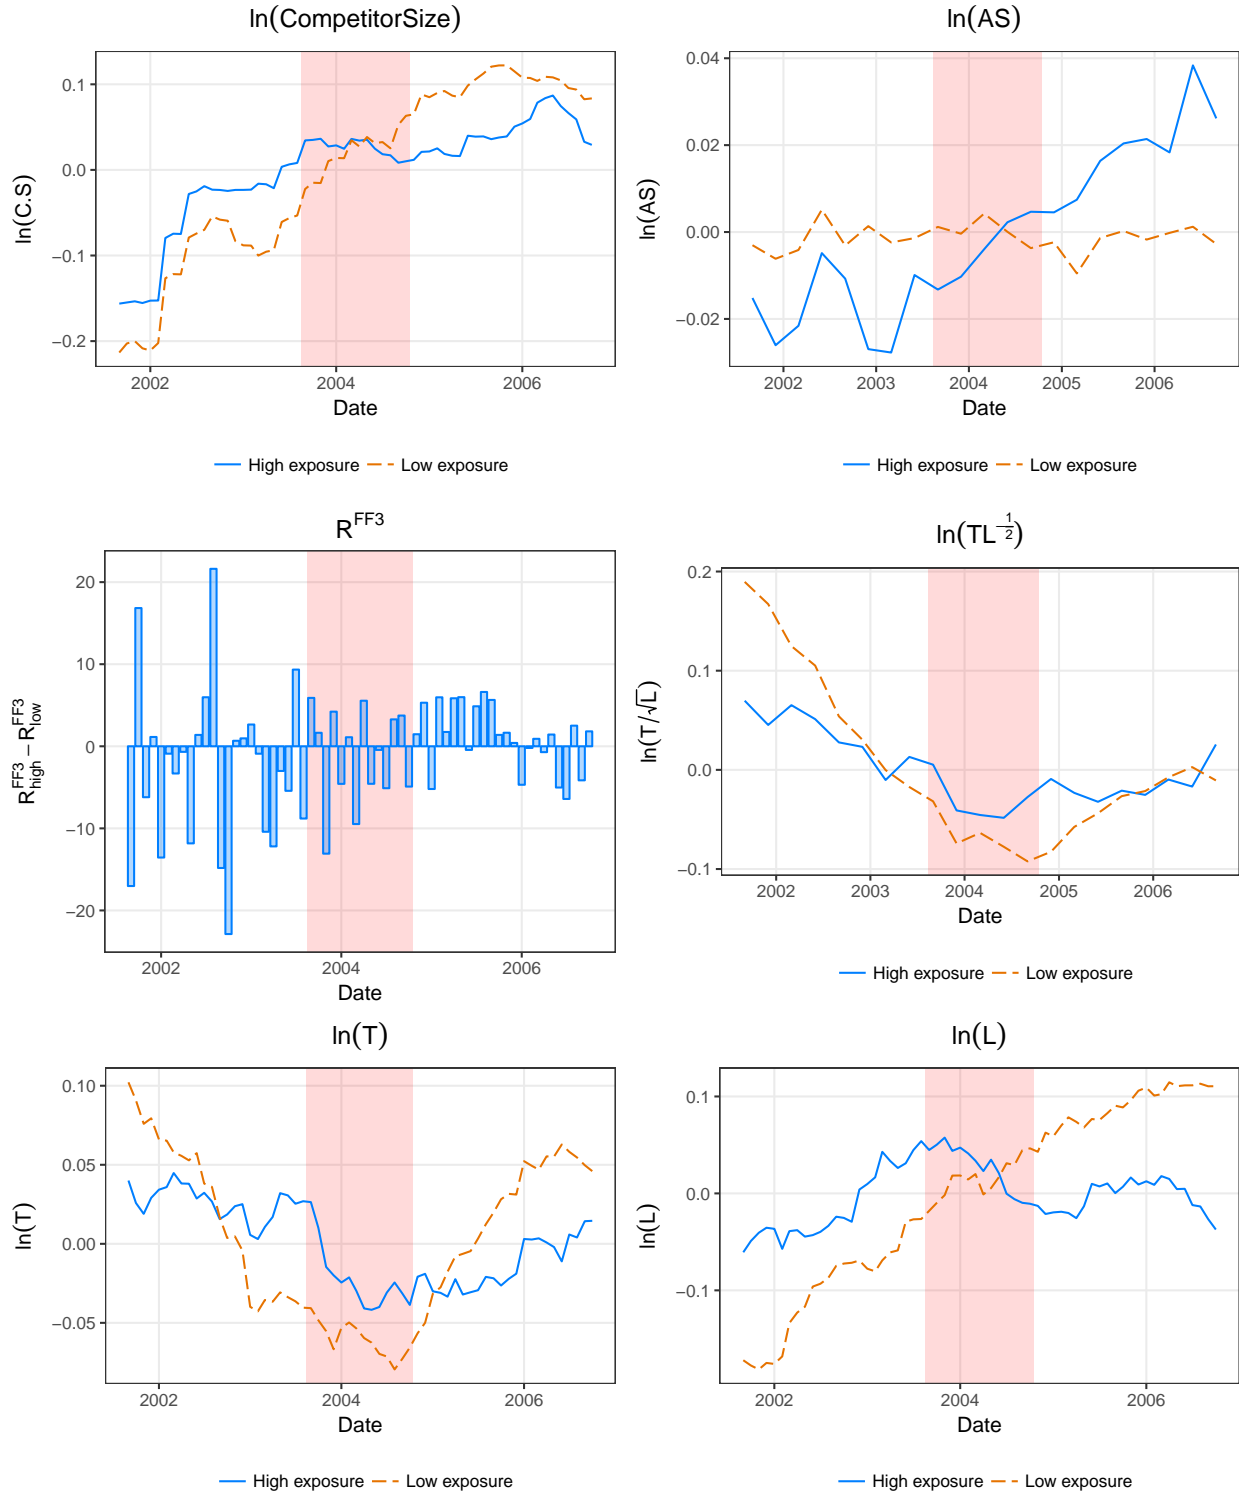 ln(CompetitorSize)
ln(C.S)
0.1
0.0
−0.1
−0.2
2002
2004
2006
Date
High exposure
Low exposure
ln(AS)
ln(AS)
0.04
0.02
0.00
−0.02
2002
2003
2004
2005
2006
Date
High exposure
Low exposure
R^FF3
R^FF3_high − R^FF3_low
20
10
0
−10
−20
2002
2004
2006
Date
ln(TL^−1/2)
ln(T/√L)
0.2
0.1
0.0
−0.1
2002
2003
2004
2005
2006
Date
High exposure
Low exposure
ln(T)
ln(T)
0.10
0.05
0.00
−0.05
2002
2004
2006
Date
High exposure
Low exposure
ln(L)
ln(L)
0.1
0.0
−0.1
2002
2004
2006
Date
High exposure
Low exposure